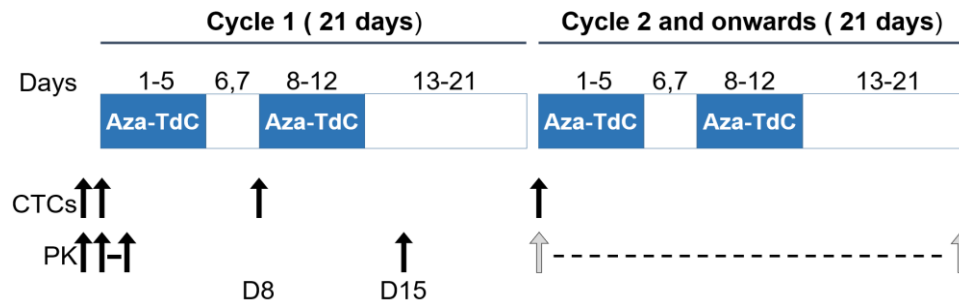 Cycle 1 ( 21 days) Cycle 2 and onwards ( 21 days)
Days 1-5 6,7 8-12 13-21 1-5 6,7 8-12 13-21
Aza-TdC Aza-TdC Aza-TdC Aza-TdC
CTCs
PK
D8 D15